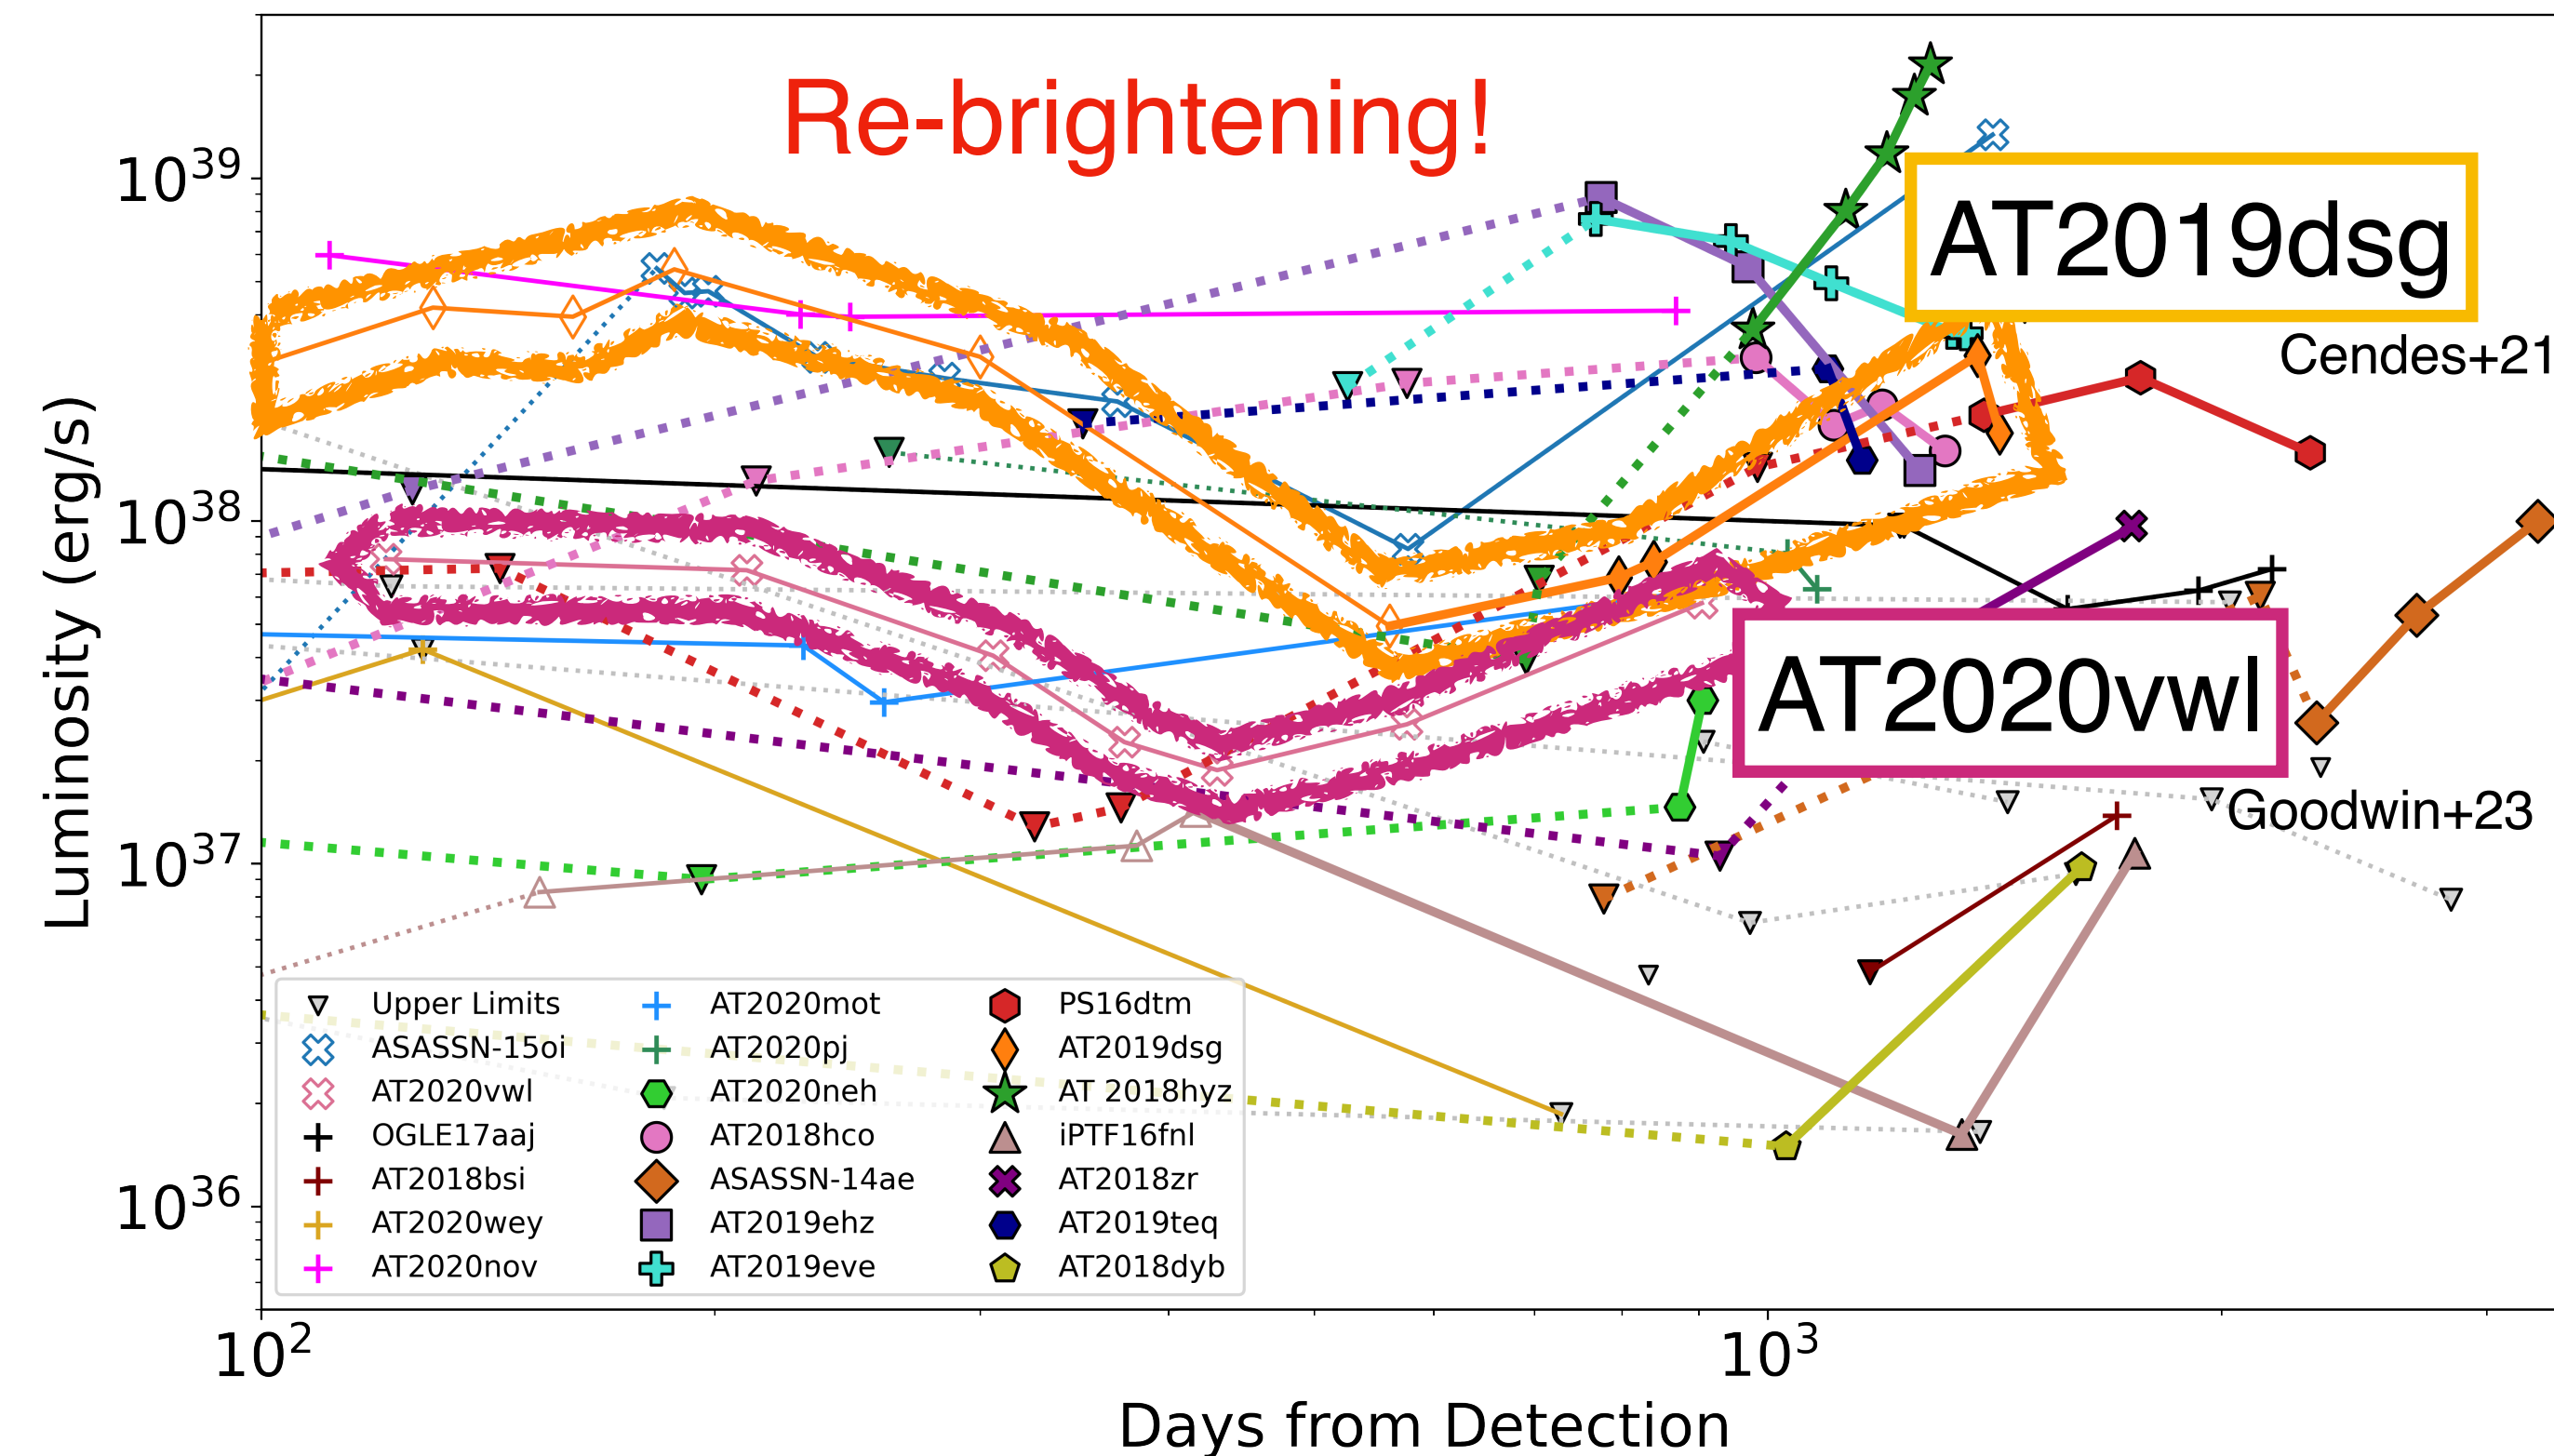 Re-brightening!
10^39
AT2019dsg
Cendes+21
10^38
AT2020vwl
Goodwin+23
10^37
10^36
Luminosity (erg/s)
Upper Limits
ASASSN-15oi
AT2020vwl
OGLE17aaj
AT2018bsi
AT2020wey
AT2020nov
AT2020mot
AT2020pj
AT2020neh
AT2018hco
ASASSN-14ae
AT2019ehz
AT2019eve
PS16dtm
AT2019dsg
AT 2018hyz
iPTF16fnl
AT2018zr
AT2019teq
AT2018dyb
10^2
10^3
Days from Detection